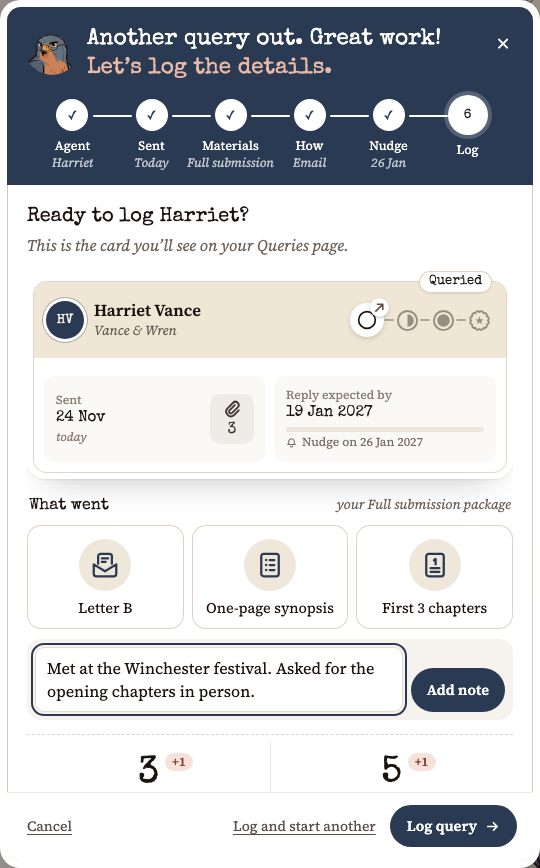 Another query out. Great work!
Let’s log the details.
✕
✓ ✓ ✓ ✓ ✓ 6
Agent Sent Materials How Nudge Log
Harriet Today Full submission Email 26 Jan
Ready to log Harriet?
This is the card you’ll see on your Queries page.
Queried
HV
Harriet Vance
Vance & Wren
Sent
24 Nov
today
3
Reply expected by
19 Jan 2027
Nudge on 26 Jan 2027
What went
your Full submission package
Letter B
One-page synopsis
1
First 3 chapters
Met at the Winchester festival. Asked for the
opening chapters in person.
Add note
3 +1
5 +1
Cancel
Log and start another
Log query →